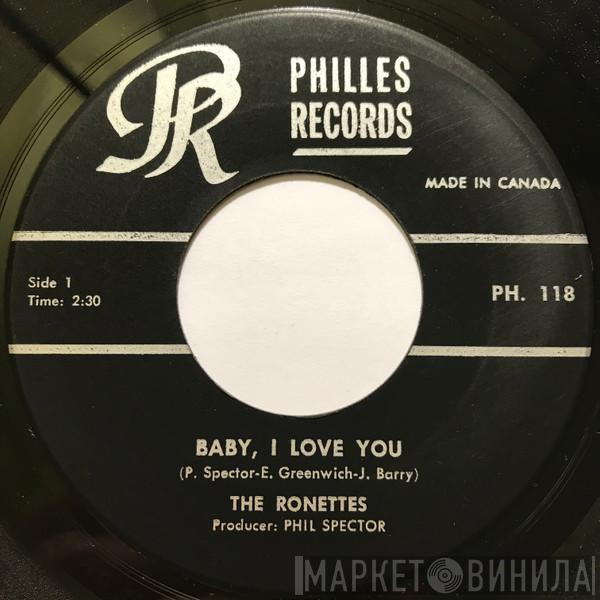 PR
PHILLES
RECORDS
MADE IN CANADA
Side 1
Time: 2:30
PH. 118
BABY, I LOVE YOU
(P. Spector-E. Greenwich-J. Barry)
THE RONETTES
Producer: PHIL SPECTOR
МАРКЕТ ВИНИЛА